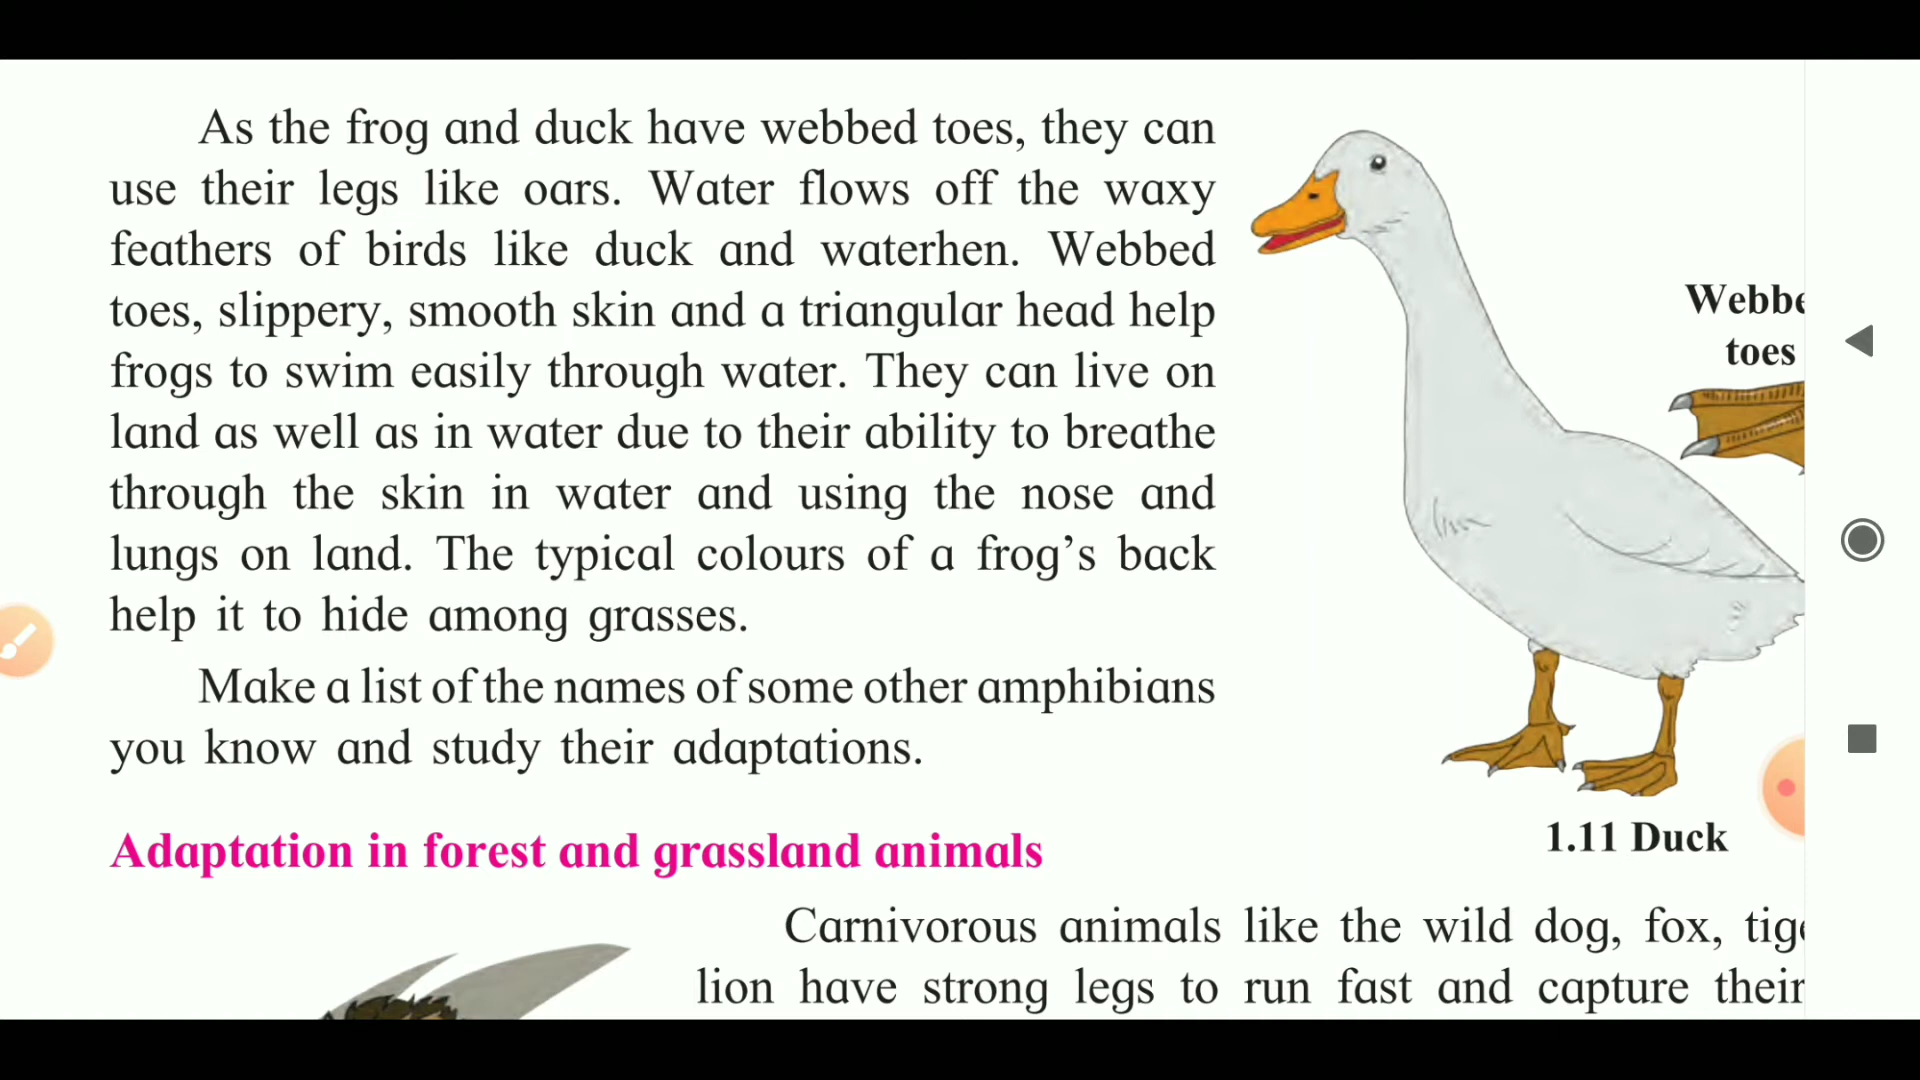 As the frog and duck have webbed toes, they can
use their legs like oars. Water flows off the waxy
feathers of birds like duck and waterhen. Webbed
toes, slippery, smooth skin and a triangular head help
frogs to swim easily through water. They can live on
land as well as in water due to their ability to breathe
through the skin in water and using the nose and
lungs on land. The typical colours of a frog's back
help it to hide among grasses.
Make a list of the names of some other amphibians
you know and study their adaptations.
Webbe
toes
1.11 Duck
Adaptation in forest and grassland animals
Carnivorous animals like the wild dog, fox, tig
lion have strong legs to run fast and capture their